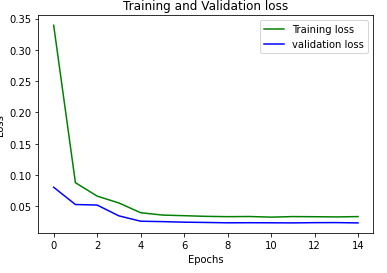 Training and Validation loss
Training loss
validation loss
0.35
0.30
0.25
0.20
0.15
0.10
0.05
Loss
0 2 4 6 8 10 12 14
Epochs